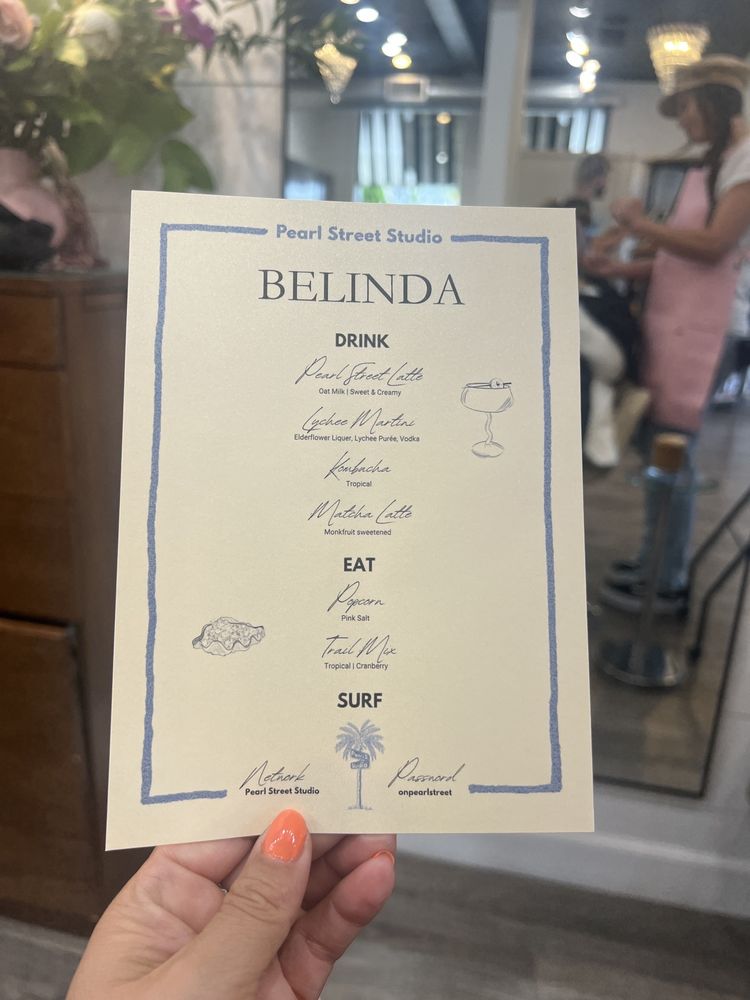 Pearl Street Studio
BELINDA
DRINK
Pearl Street Latte
Oat Milk | Sweet & Creamy
Lychee Martini
Elderflower Liquer, Lychee Purée, Vodka
Kombacha
Tropical
Matcha Latte
Monkfruit sweetened
EAT
Popcorn
Pink Salt
Trail Mix
Tropical | Cranberry
SURF
Network
Pearl Street Studio
Password
onpearlstreet